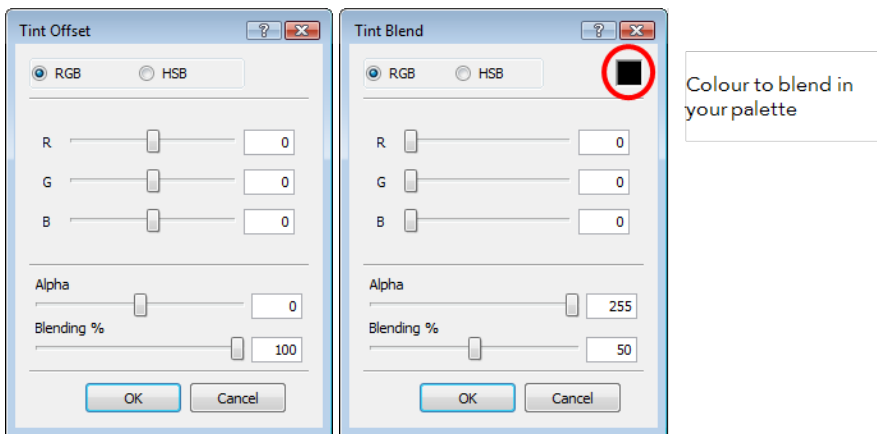 Tint Offset
RGB HSB
R 0
G 0
B 0
Alpha
0
Blending %
100
OK Cancel
Tint Blend
RGB HSB
R 0
G 0
B 0
Alpha
255
Blending %
50
OK Cancel
Colour to blend in
your palette